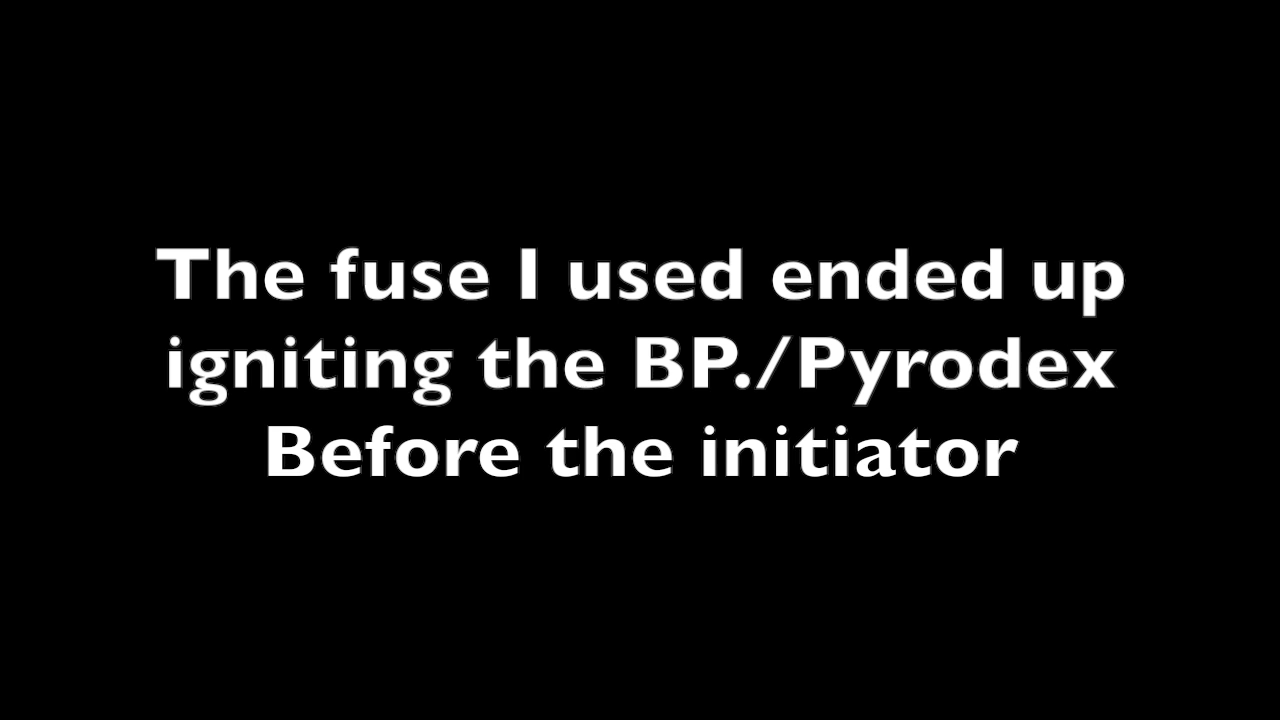 The fuse I used ended up
igniting the BP./Pyrodex
Before the initiator